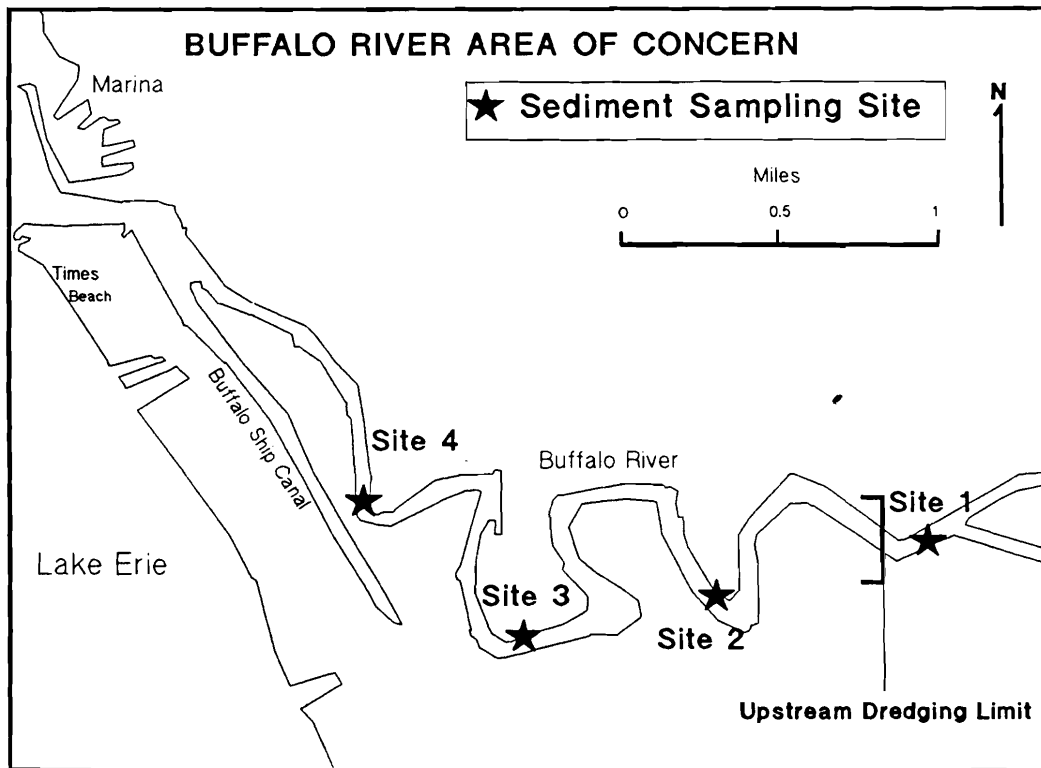 BUFFALO RIVER AREA OF CONCERN
Marina
Sediment Sampling Site
N
Miles
0 0.5 1
Times
Beach
Buffalo Ship Canal
Site 4
Buffalo River
Site 1
Lake Erie
Site 3
Site 2
Upstream Dredging Limit